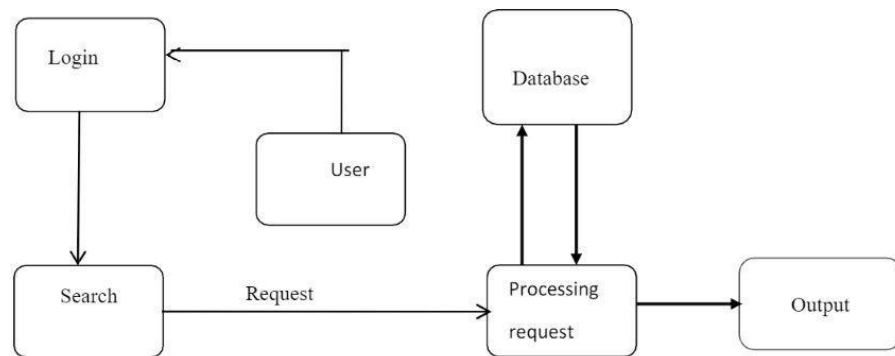 Login
Database
User
Search
Request
Processing
request
Output